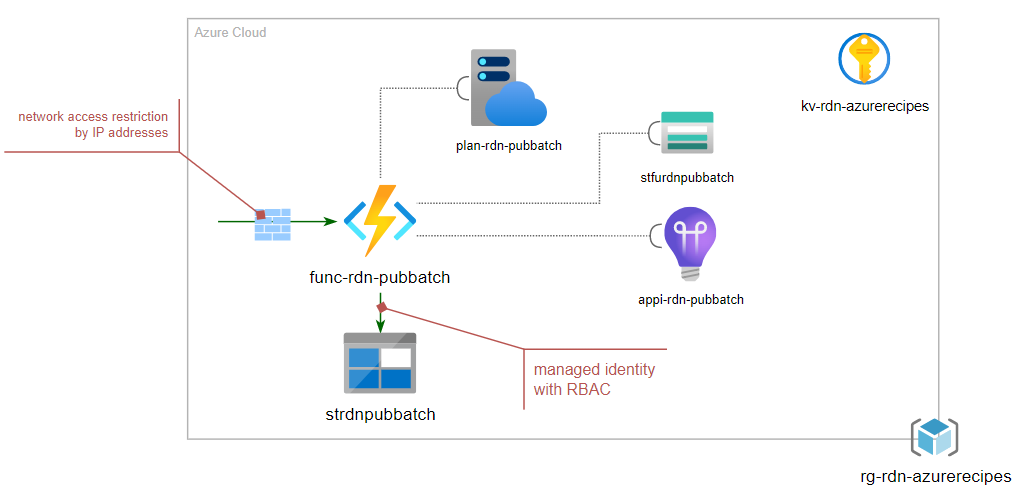 Azure Cloud
kv-rdn-azurerecipes
network access restriction
by IP addresses
plan-rdn-pubbatch
stfurdnpubbatch
func-rdn-pubbatch
appi-rdn-pubbatch
managed identity
with RBAC
strdnpubbatch
rg-rdn-azurerecipes